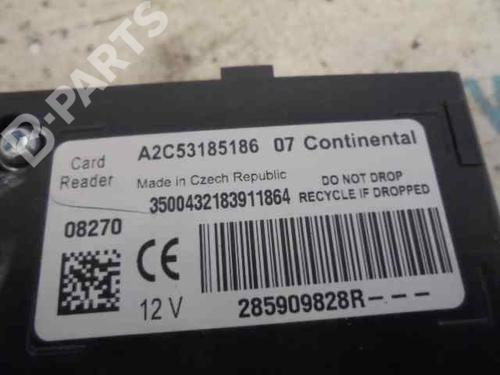 B-PARTS
Card Reader
A2C53185186 07 Continental
Made in Czech Republic
3500432183911864
DO NOT DROP
RECYCLE IF DROPPED
08270
CE
12 V
285909828R- - -